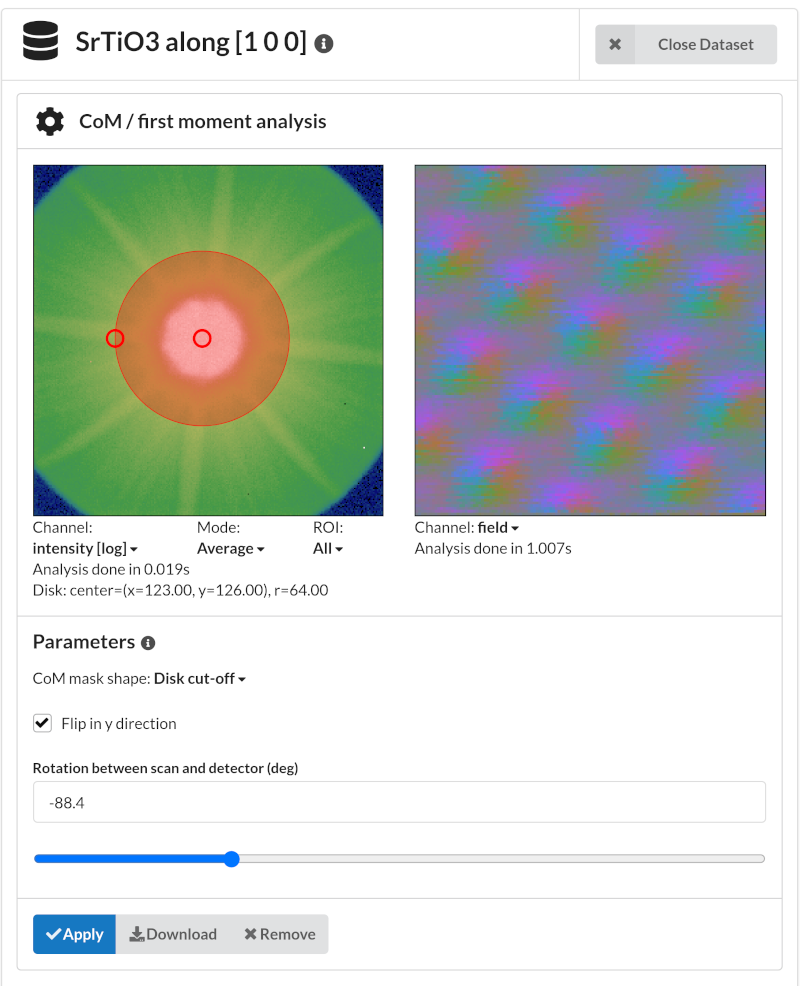 SrTiO3 along [1 0 0]
Close Dataset
CoM / first moment analysis
Channel: Mode: ROI:
intensity [log] Average All
Analysis done in 0.019s
Disk: center=(x=123.00, y=126.00), r=64.00
Channel: field
Analysis done in 1.007s
Parameters
CoM mask shape: Disk cut-off
Flip in y direction
Rotation between scan and detector (deg)
-88.4
Apply Download Remove